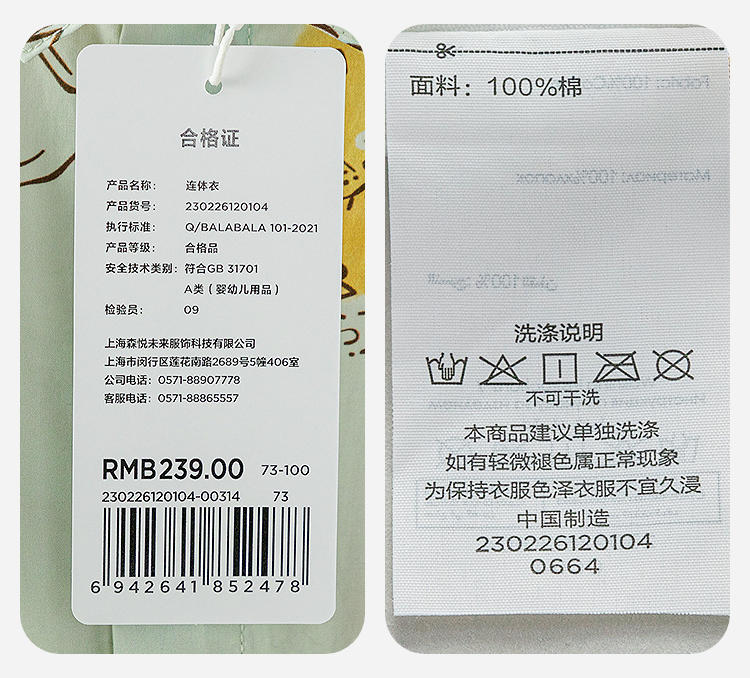 合格证
产品名称： 连体衣
产品货号： 230226120104
执行标准： Q/BALABALA 101-2021
产品等级： 合格品
安全技术类别： 符合GB 31701
A类（婴幼儿用品）
检验员： 09
上海森悦未来服饰科技有限公司
上海市闵行区莲花南路2689号5幢406室
公司电话： 0571-88907778
客服电话： 0571-88865557
RMB239.00 73-100
230226120104-00314 73
6 942641 852478
面料：100%棉
洗涤说明
不可干洗
本商品建议单独洗涤
如有轻微褪色属正常现象
为保持衣服色泽衣服不宜久浸
中国制造
230226120104
0664